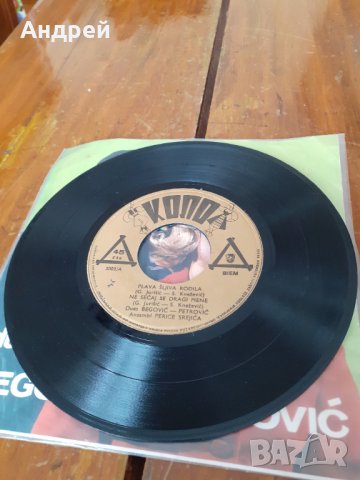 Андрей
KONDA
45
BIEM
PLAVA ŠLJIVA RODILA
(G. Jurišić — S. Knežević)
NE SEĆAJ SE DRAGI MENE
(G. Jurišić — S. Knežević)
Duet BEGOVIĆ — PETROVIĆ
Ansambl PERICE SREJIĆA
EGO
OVIĆ
bazar